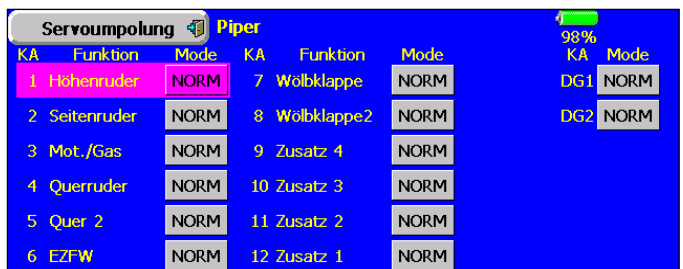 Servoumpolung Piper 98%
KA Funktion Mode KA Funktion Mode KA Mode
1 Höhenruder NORM 7 Wölbklappe NORM DG1 NORM
2 Seitenruder NORM 8 Wölbklappe2 NORM DG2 NORM
3 Mot./Gas NORM 9 Zusatz 4 NORM
4 Querruder NORM 10 Zusatz 3 NORM
5 Quer 2 NORM 11 Zusatz 2 NORM
6 EZFW NORM 12 Zusatz 1 NORM